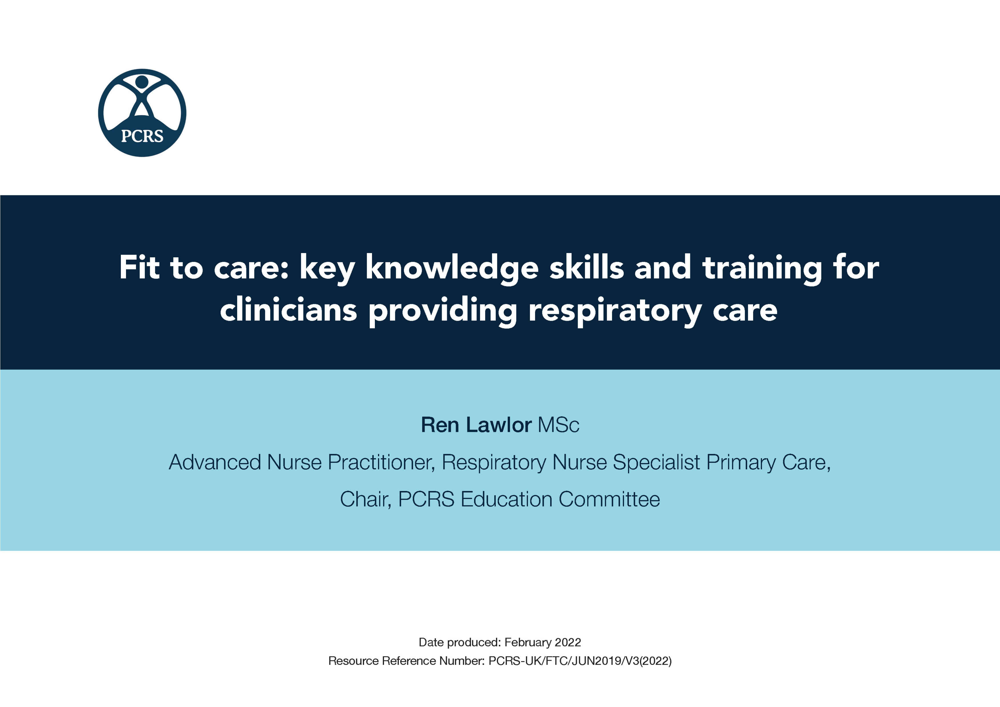 PCRS
Fit to care: key knowledge skills and training for
clinicians providing respiratory care
Ren Lawlor MSc
Advanced Nurse Practitioner, Respiratory Nurse Specialist Primary Care,
Chair, PCRS Education Committee
Date produced: February 2022
Resource Reference Number: PCRS-UK/FTC/JUN2019/V3(2022)